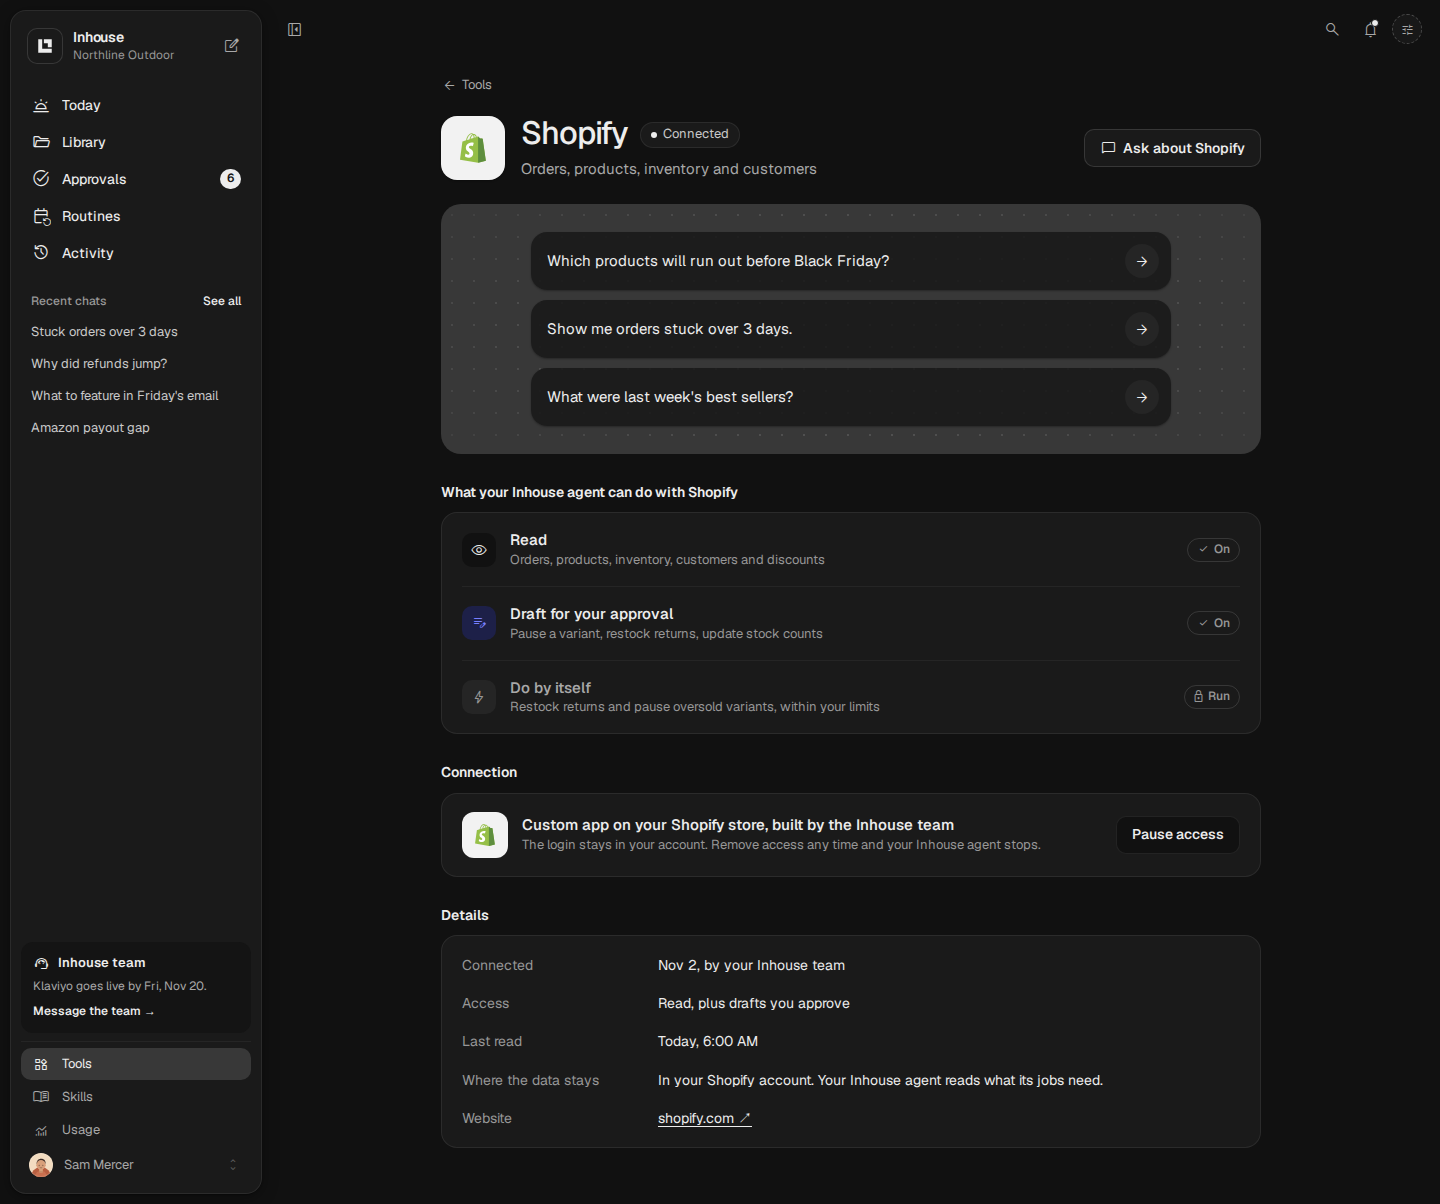 Inhouse
Northline Outdoor
Today
Library
Approvals 6
Routines
Activity
Recent chats See all
Stuck orders over 3 days
Why did refunds jump?
What to feature in Friday's email
Amazon payout gap
Inhouse team
Klaviyo goes live by Fri, Nov 20.
Message the team →
Tools
Skills
Usage
Sam Mercer
← Tools
Shopify Connected
Orders, products, inventory and customers
Ask about Shopify
Which products will run out before Black Friday?
Show me orders stuck over 3 days.
What were last week's best sellers?
What your Inhouse agent can do with Shopify
Read
Orders, products, inventory, customers and discounts
On
Draft for your approval
Pause a variant, restock returns, update stock counts
On
Do by itself
Restock returns and pause oversold variants, within your limits
Run
Connection
Custom app on your Shopify store, built by the Inhouse team
The login stays in your account. Remove access any time and your Inhouse agent stops.
Pause access
Details
Connected Nov 2, by your Inhouse team
Access Read, plus drafts you approve
Last read Today, 6:00 AM
Where the data stays In your Shopify account. Your Inhouse agent reads what its jobs need.
Website shopify.com ↗